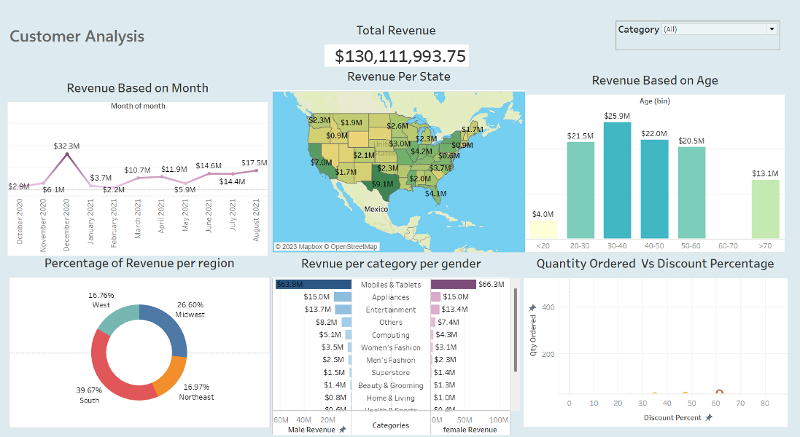 Customer Analysis
Total Revenue
$130,111,993.75
Category (All)
Revenue Based on Month
Month of month
$2.9M
$6.1M
$32.3M
$3.7M
$2.2M
$10.7M
$11.9M
$5.9M
$14.6M
$14.4M
$17.5M
October 2020
November 2020
December 2020
January 2021
February 2021
March 2021
April 2021
May 2021
June 2021
July 2021
August 2021
Revenue Per State
$2.3M
$1.9M
$2.6M
$1.7M
$0.9M
$2.3M
$0.9M
$3.0M
$0.6M
$7.0M
$2.1M
$4.2M
$1.7M
$2.3M
$3.7M
$9.1M
$2.0M
$4.1M
Mexico
© 2023 Mapbox © OpenStreetMap
Revenue Based on Age
Age (bin)
$4.0M
$21.5M
$25.9M
$22.0M
$20.5M
$13.1M
<20
20-30
30-40
40-50
50-60
60-70
>70
Percentage of Revenue per region
16.76%
West
26.60%
Midwest
39.67%
South
16.97%
Northeast
Revnue per category per gender
$63.8M Mobiles & Tablets $66.3M
$15.0M Appliances $15.0M
$13.7M Entertainment $13.4M
$8.2M Others $7.4M
$5.1M Computing $4.3M
$3.5M Women's Fashion $3.1M
$2.5M Men's Fashion $2.3M
$1.5M Superstore $1.4M
$1.4M Beauty & Grooming $1.3M
$0.8M Home & Living $1.0M
$0.6M Health & Sports $0.4M
60M 40M 20M
Male Revenue
Categories
0M 50M 100M
female Revenue
Quantity Ordered Vs Discount Percentage
Qty Ordered
400
200
0 10 20 30 40 50 60 70 80
Discount Percent